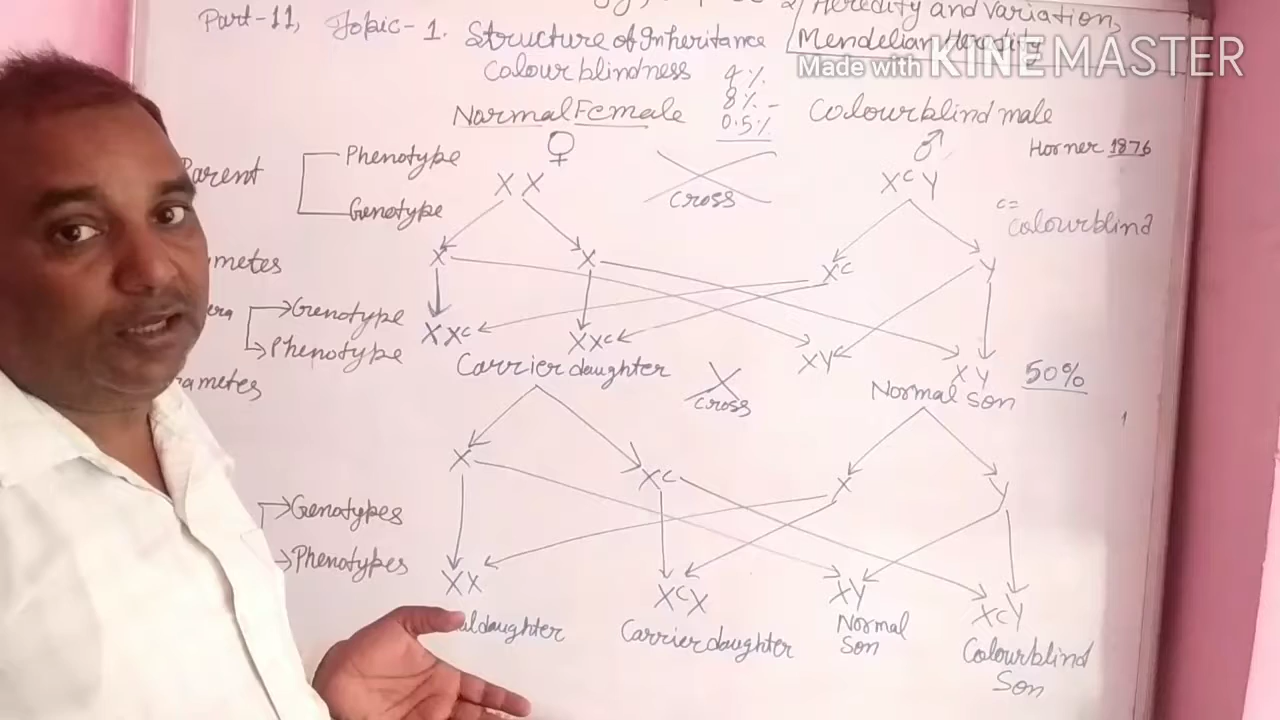 Part-11, Topic-1. Structure of Inheritance
Heredity and Variation,
Mendelian Heredity
Made with KINEMASTER
Colourblindness 4%
8%
0.5%
Normal Female
Colourblind male
Horner 1876
Parent
Phenotype
Genotype
♀
♂
XX
cross
XᶜY
c=
Colourblind
metes
X X Xᶜ Y
Genotype
Phenotype
XXᶜ XXᶜ XY XY
Carrier daughter
cross
Normal Son
50%
ametes
X Xᶜ X Y
Genotypes
Phenotypes
XX XᶜX XY XᶜY
daughter
Carrier daughter
Normal
Son
Colourblind
Son